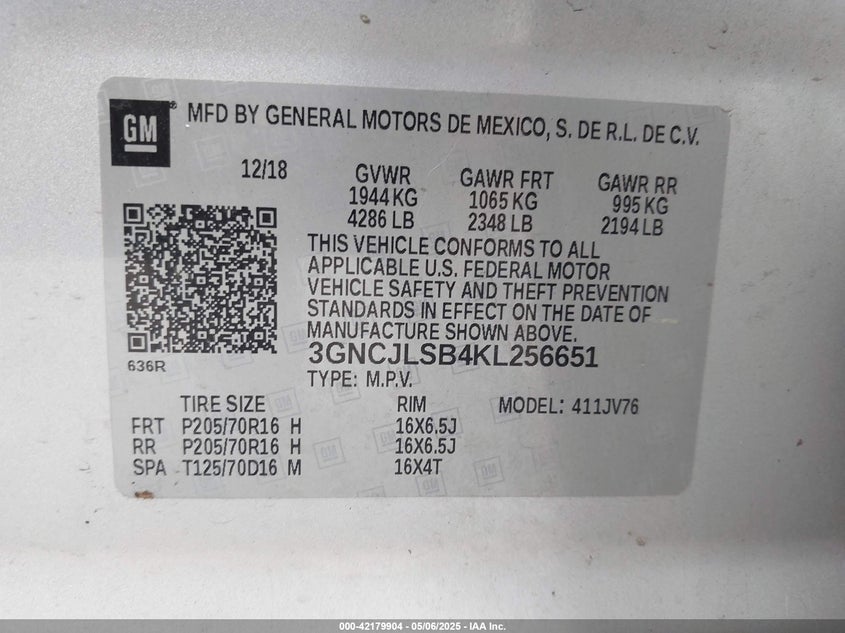 GM
MFD BY GENERAL MOTORS DE MEXICO, S. DE R.L. DE C.V.
12/18
GVWR GAWR FRT GAWR RR
1944 KG 1065 KG 995 KG
4286 LB 2348 LB 2194 LB
THIS VEHICLE CONFORMS TO ALL
APPLICABLE U.S. FEDERAL MOTOR
VEHICLE SAFETY AND THEFT PREVENTION
STANDARDS IN EFFECT ON THE DATE OF
MANUFACTURE SHOWN ABOVE.
3GNCJLSB4KL256651
636R
TYPE: M.P.V.
TIRE SIZE RIM MODEL: 411JV76
FRT P205/70R16 H 16X6.5J
RR P205/70R16 H 16X6.5J
SPA T125/70D16 M 16X4T
000-42179904 - 05/06/2025 - IAA Inc.